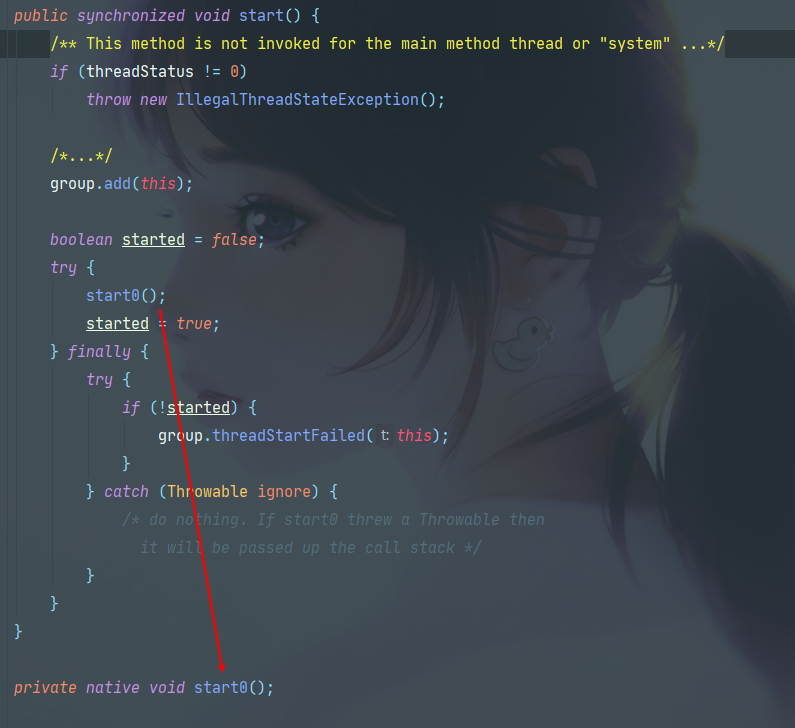 public synchronized void start() {
/** This method is not invoked for the main method thread or "system" ...*/
if (threadStatus != 0)
throw new IllegalThreadStateException();
/*...*/
group.add(this);
boolean started = false;
try {
start0();
started = true;
} finally {
try {
if (!started) {
group.threadStartFailed( t: this);
}
} catch (Throwable ignore) {
/* do nothing. If start0 threw a Throwable then
it will be passed up the call stack */
}
}
}
private native void start0();